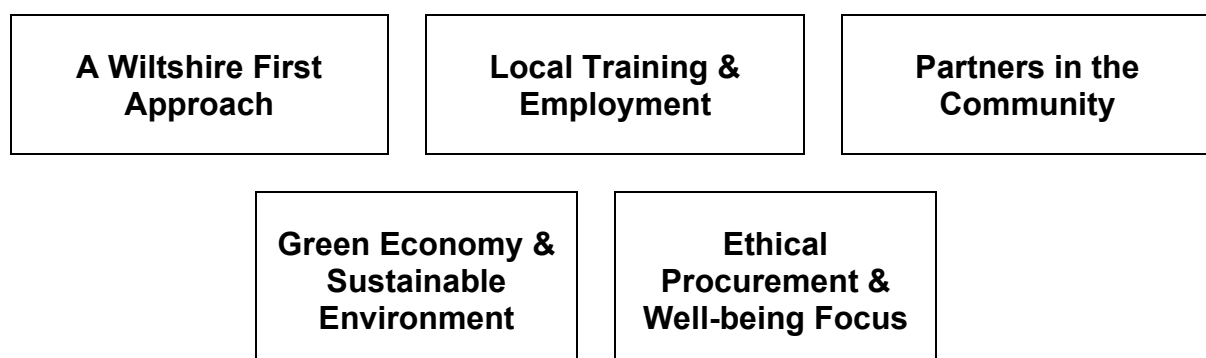 A Wiltshire First
Approach
Local Training &
Employment
Partners in the
Community
Green Economy &
Sustainable
Environment
Ethical
Procurement &
Well-being Focus